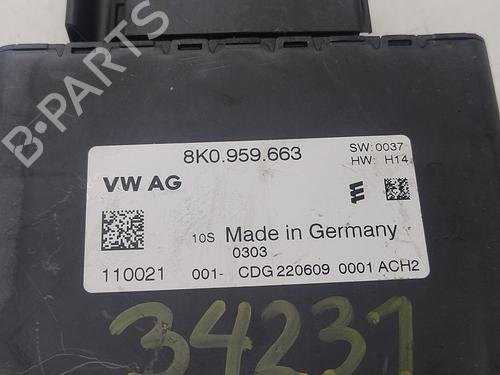 8K0.959.663
SW:0037
HW: H14
VW AG
10S Made in Germany
0303
110021 001- CDG 220609 0001 ACH2
34231
B-PARTS